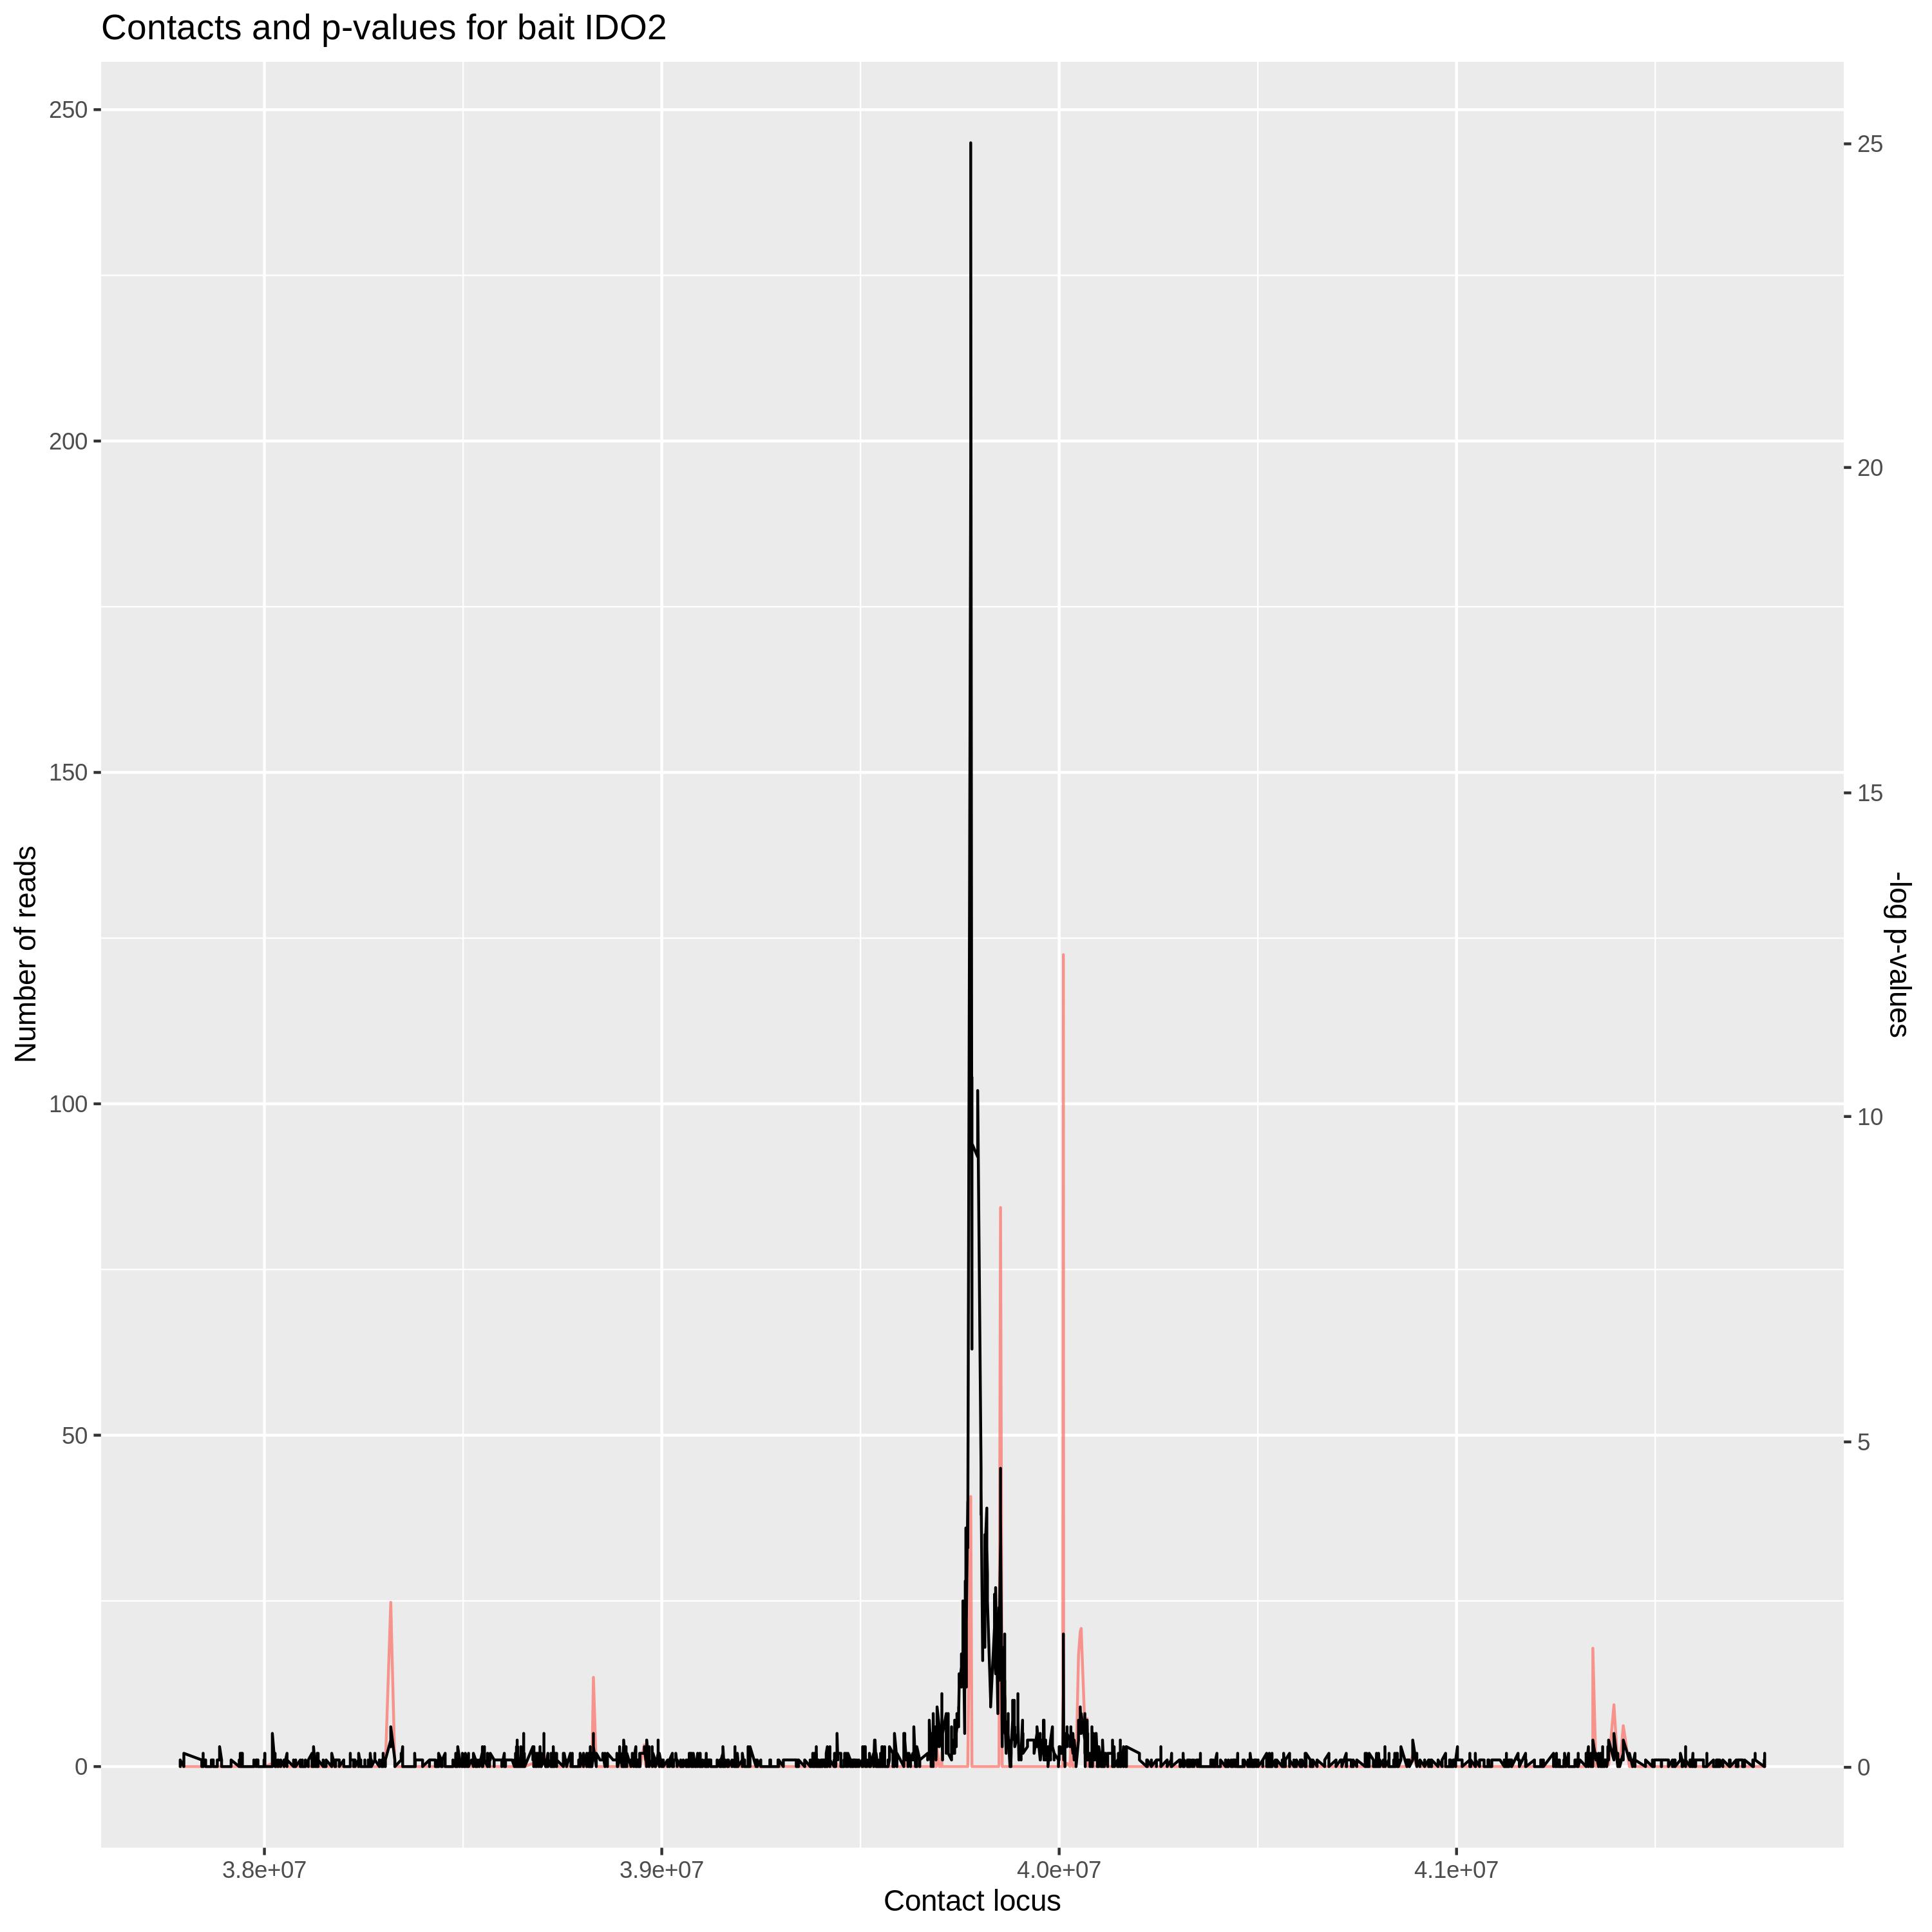 Contacts and p-values for bait IDO2
250
200
150
100
50
0
Number of reads
25
20
15
10
5
0
-log p-values
3.8e+07
3.9e+07
4.0e+07
4.1e+07
Contact locus